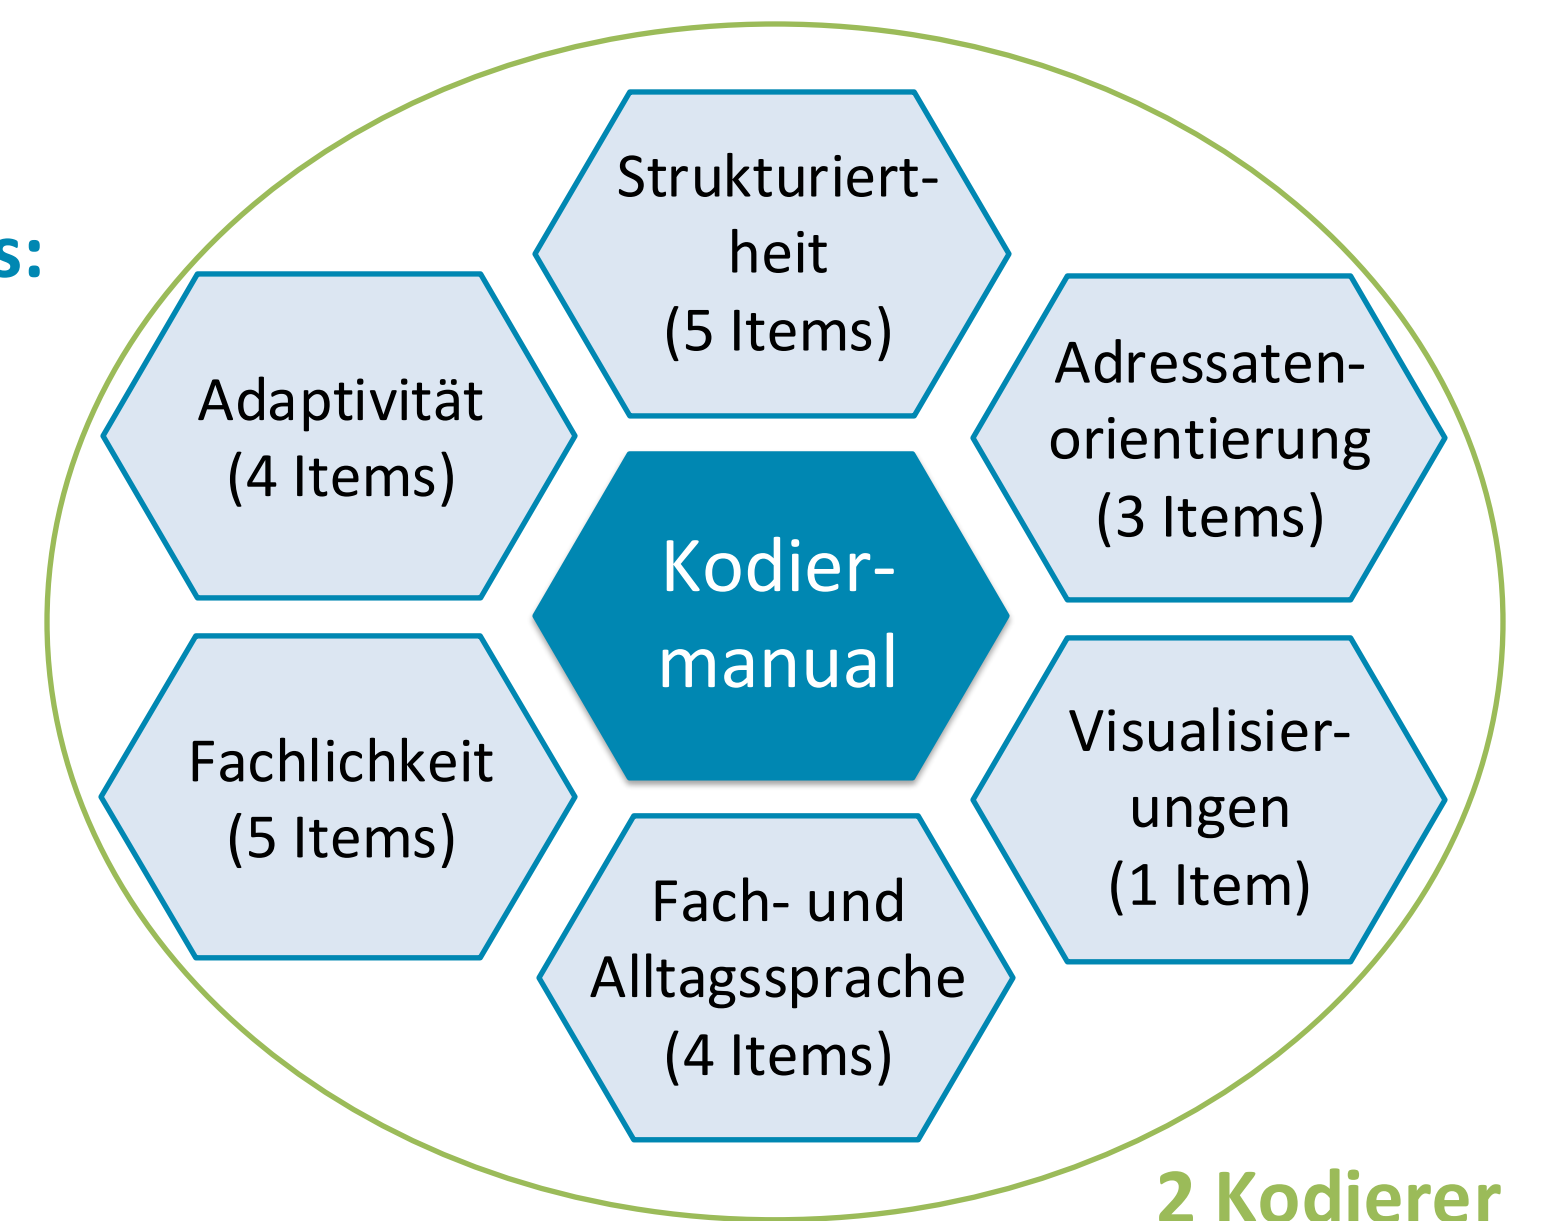 s:
Strukturiert-
heit
(5 Items)
Adaptivität
(4 Items)
Adressaten-
orientierung
(3 Items)
Kodier-
manual
Fachlichkeit
(5 Items)
Visualisier-
ungen
(1 Item)
Fach- und
Alltagssprache
(4 Items)
2 Kodierer